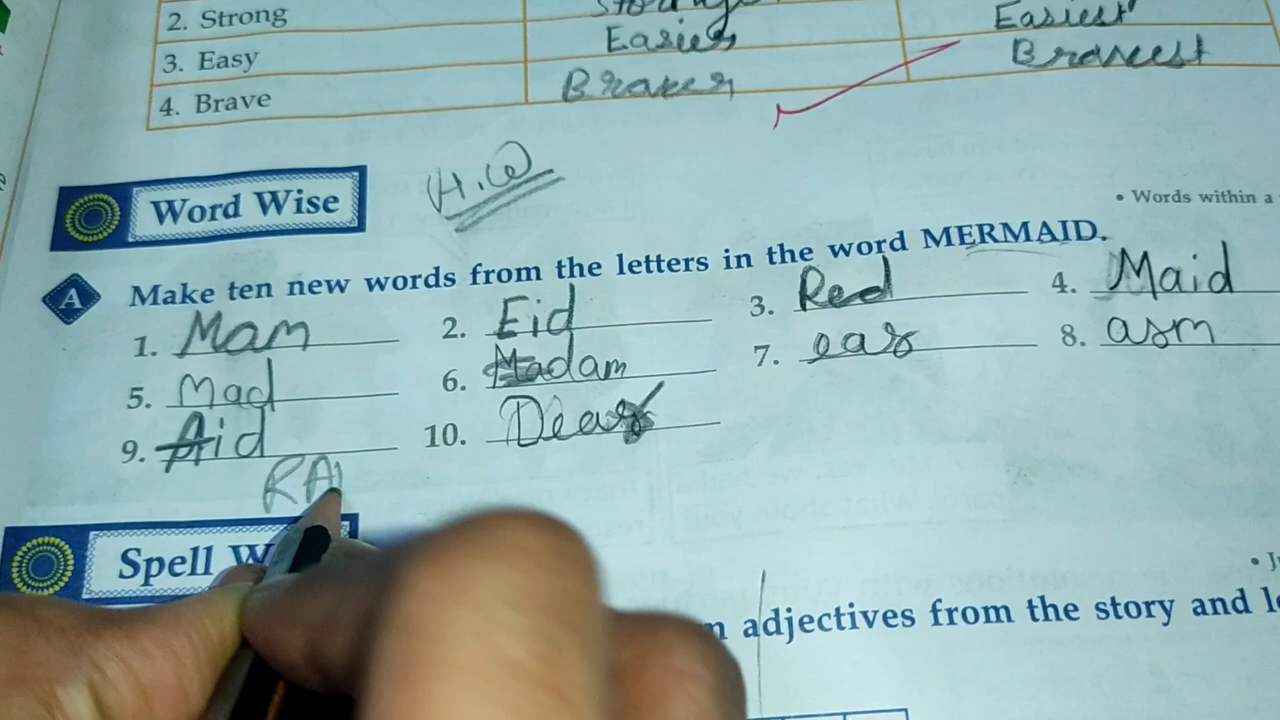 2. Strong
3. Easy Easier Easiest
4. Brave Braver Bravest
H.W
Word Wise
• Words within a
A Make ten new words from the letters in the word MERMAID.
1. Mam 2. Eid 3. Red 4. Maid
5. Mad 6. Madam 7. ear 8. arm
9. Aid 10. Dear
RA
Spell W
adjectives from the story and